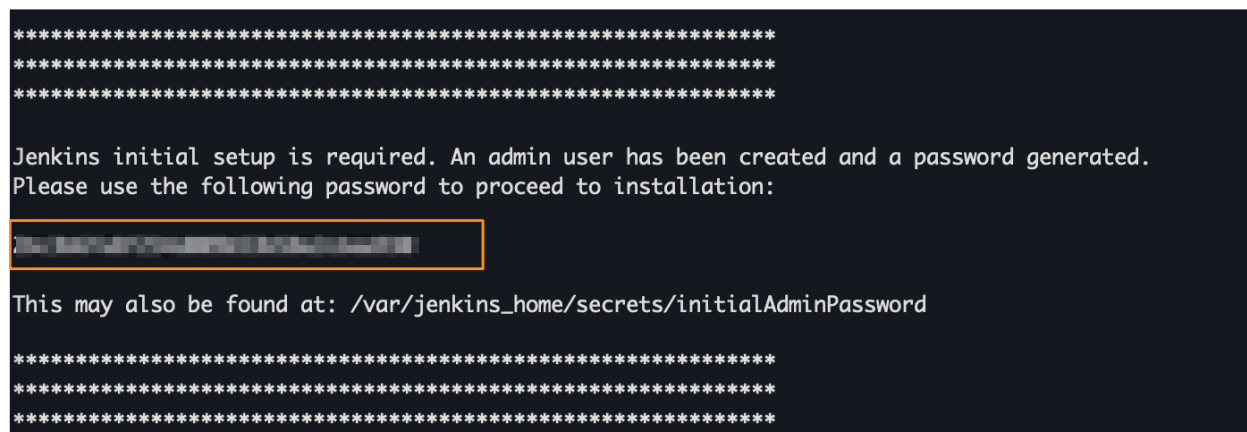 *************************************************************
*************************************************************
*************************************************************
Jenkins initial setup is required. An admin user has been created and a password generated.
Please use the following password to proceed to installation:
This may also be found at: /var/jenkins_home/secrets/initialAdminPassword
*************************************************************
*************************************************************
*************************************************************